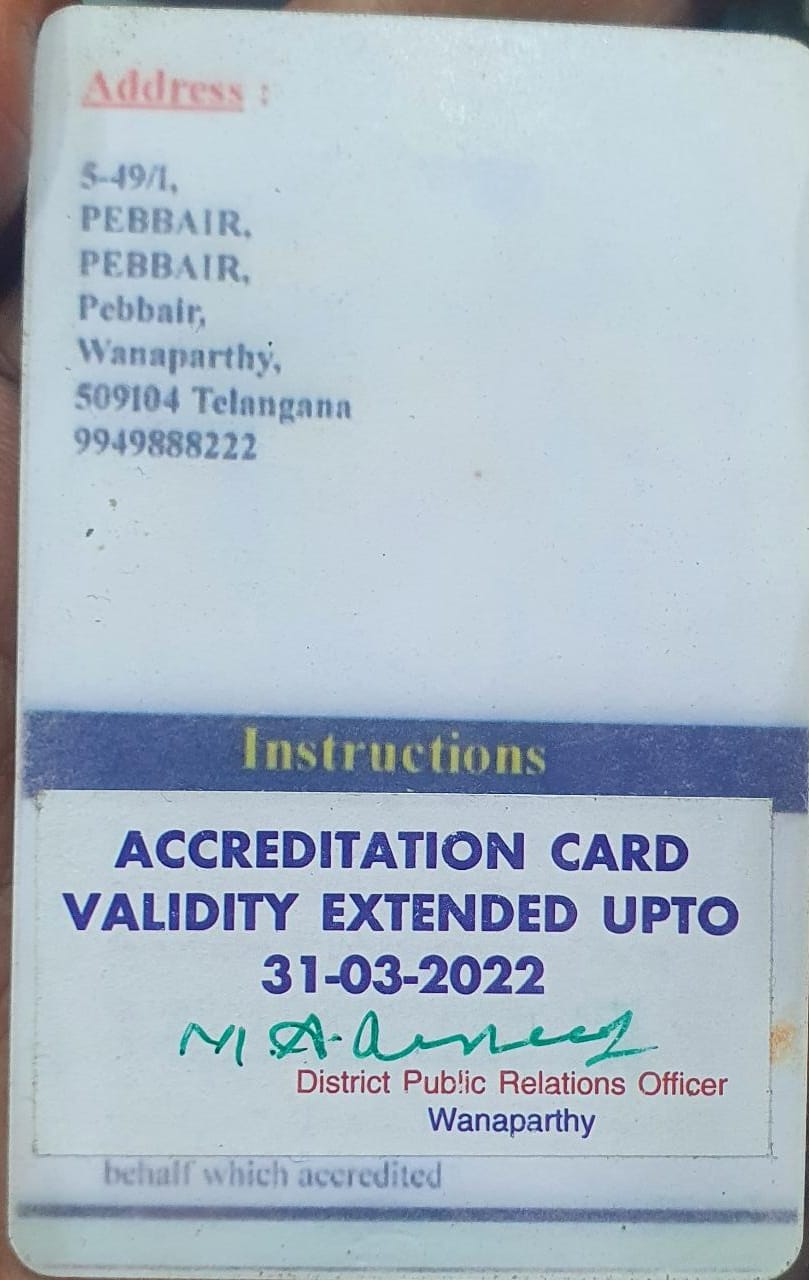 Address :
5-49/1,
PEBBAIR,
PEBBAIR,
Pebbair,
Wanaparthy,
509104 Telangana
9949888222
Instructions
ACCREDITATION CARD
VALIDITY EXTENDED UPTO
31-03-2022
District Public Relations Officer
Wanaparthy
behalf which accredited